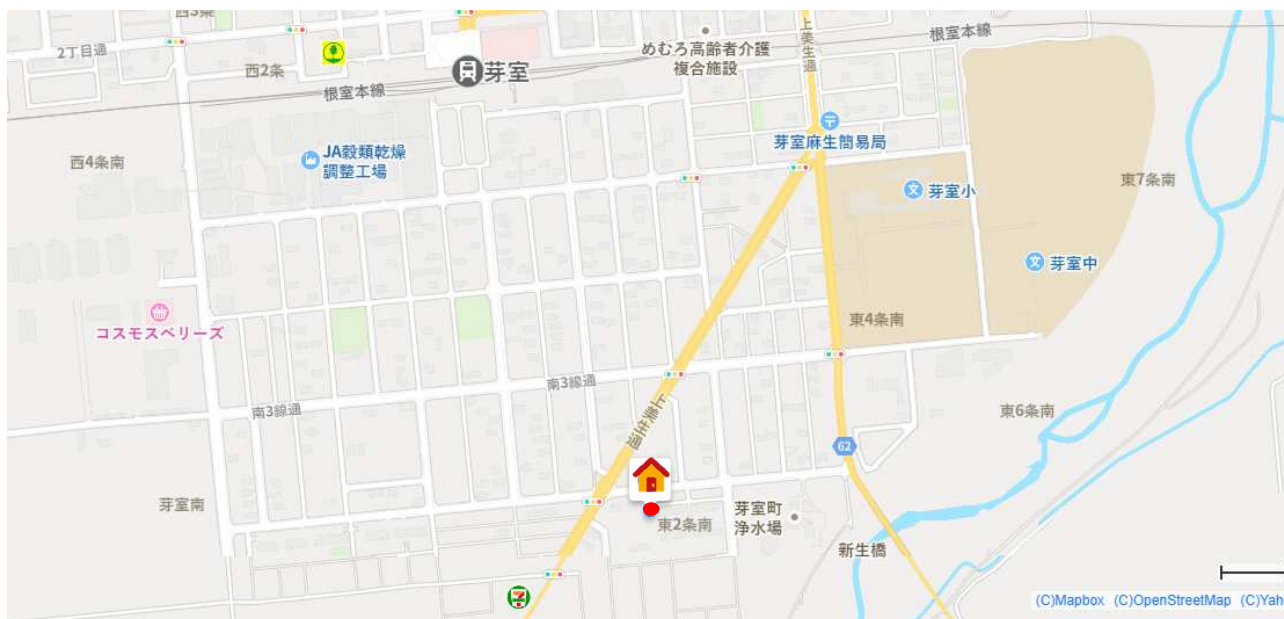 西3条
2丁目通
西2条
根室本線
芽室
めむろ高齢者介護
複合施設
上美生通
根室本線
芽室麻生簡易局
西4条南
JA穀類乾燥
調整工場
芽室小
東7条南
芽室中
コスモスベリーズ
東4条南
南3線通
南3線通
上美生通
東6条南
62
芽室南
東2条南
芽室町
浄水場
新生橋
7
(C)Mapbox (C)OpenStreetMap (C)Yah